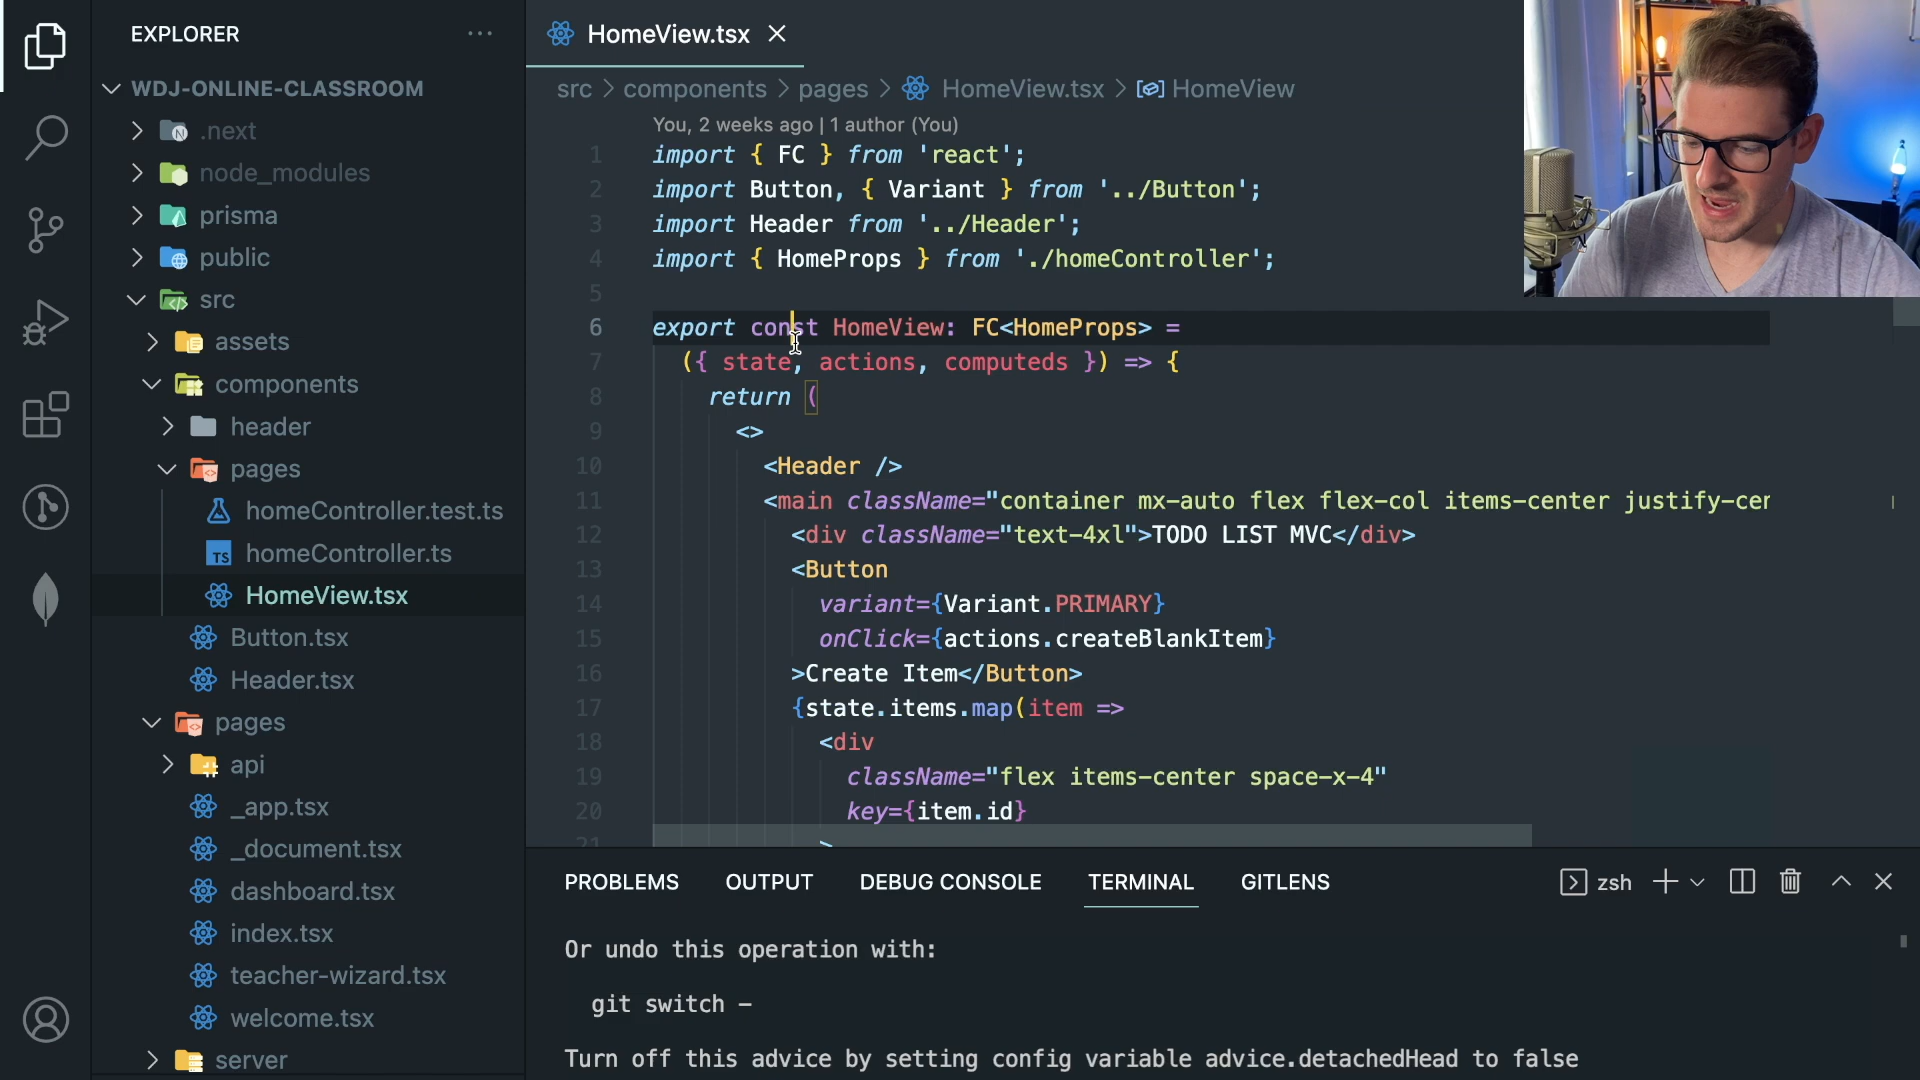 EXPLORER
WDJ-ONLINE-CLASSROOM
.next
node_modules
prisma
public
src
assets
components
header
pages
homeController.test.ts
homeController.ts
HomeView.tsx
Button.tsx
Header.tsx
pages
api
_app.tsx
_document.tsx
dashboard.tsx
index.tsx
teacher-wizard.tsx
welcome.tsx
server
HomeView.tsx
src > components > pages > HomeView.tsx > HomeView
You, 2 weeks ago | 1 author (You)
1 import { FC } from 'react';
2 import Button, { Variant } from '../Button';
3 import Header from '../Header';
4 import { HomeProps } from './homeController';
5
6 export const HomeView: FC<HomeProps> =
7 ({ state, actions, computeds }) => {
8 return (
9 <>
10 <Header />
11 <main className="container mx-auto flex flex-col items-center justify-cen
12 <div className="text-4xl">TODO LIST MVC</div>
13 <Button
14 variant={Variant.PRIMARY}
15 onClick={actions.createBlankItem}
16 >Create Item</Button>
17 {state.items.map(item =>
18 <div
19 className="flex items-center space-x-4"
20 key={item.id}
21 >
PROBLEMS OUTPUT DEBUG CONSOLE TERMINAL GITLENS zsh
Or undo this operation with:
git switch -
Turn off this advice by setting config variable advice.detachedHead to false